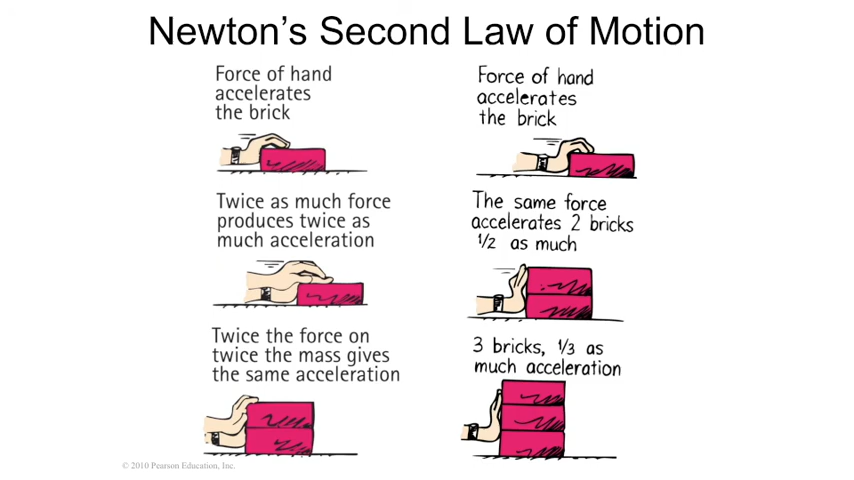 Newton's Second Law of Motion
Force of hand
accelerates
the brick
Twice as much force
produces twice as
much acceleration
Twice the force on
twice the mass gives
the same acceleration
Force of hand
accelerates
the brick
The same force
accelerates 2 bricks
1/2 as much
3 bricks, 1/3 as
much acceleration
© 2010 Pearson Education, Inc.